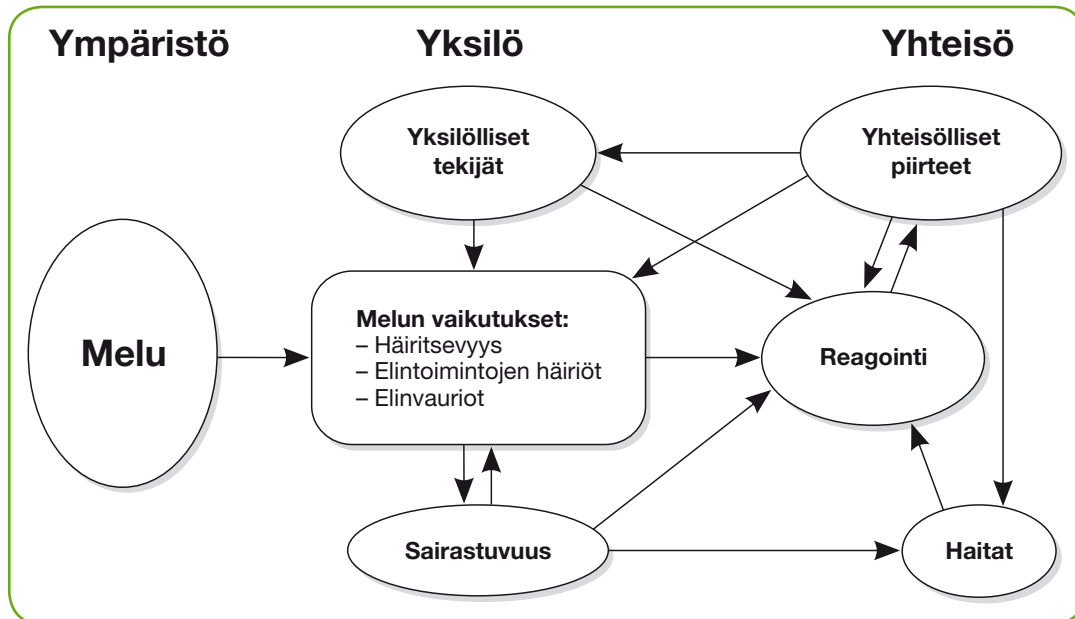 Ympäristö
Yksilö
Yhteisö
Yksilölliset
tekijät
Yhteisölliset
piirteet
Melu
Melun vaikutukset:
– Häiritsevyys
– Elintoimintojen häiriöt
– Elinvauriot
Reagointi
Sairastuvuus
Haitat